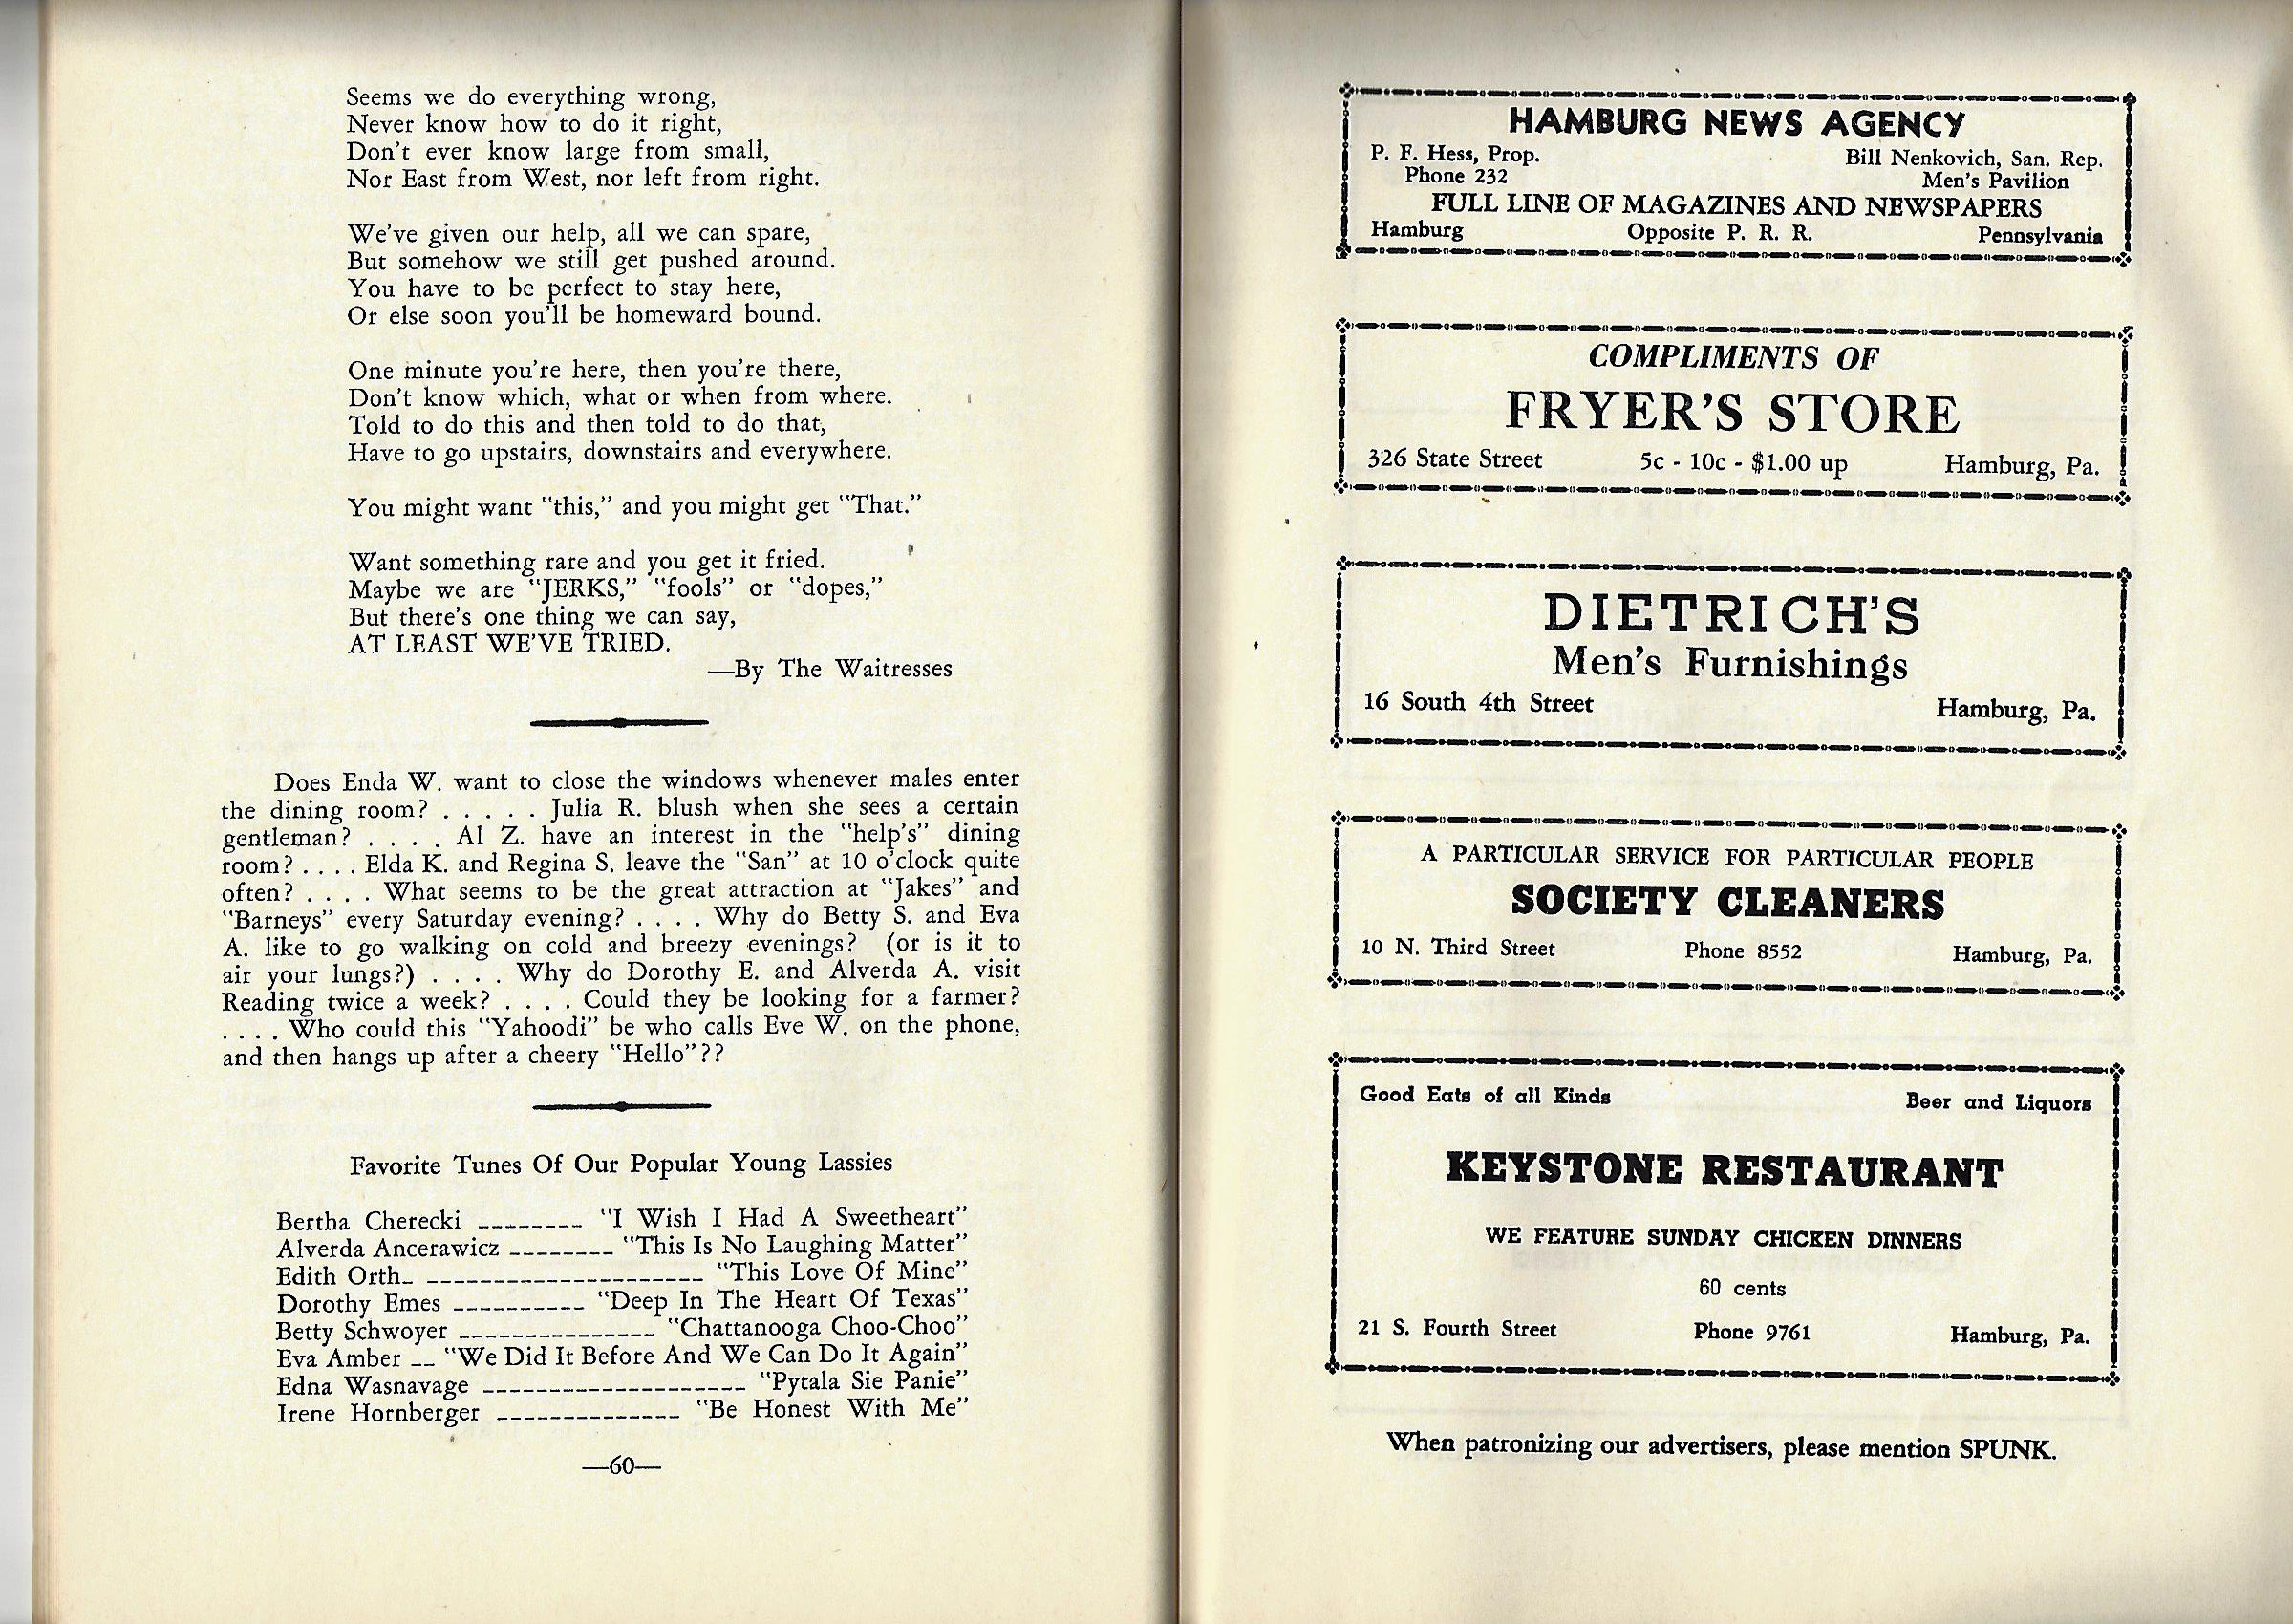 Seems we do everything wrong,
Never know how to do it right,
Don't ever know large from small,
Nor East from West, nor left from right.
We've given our help, all we can spare,
But somehow we still get pushed around.
You have to be perfect to stay here,
Or else soon you'll be homeward bound.
One minute you're here, then you're there,
Don't know which, what or when from where.
Told to do this and then told to do that,
Have to go upstairs, downstairs and everywhere.
You might want "this," and you might get "That."
Want something rare and you get it fried.
Maybe we are "JERKS," "fools" or "dopes,"
But there's one thing we can say,
AT LEAST WE'VE TRIED.
—By The Waitresses
Does Enda W. want to close the windows whenever males enter
the dining room? . . . . . Julia R. blush when she sees a certain
gentleman? . . . . Al Z. have an interest in the "help's" dining
room? . . . . Elda K. and Regina S. leave the "San" at 10 o'clock quite
often? . . . . What seems to be the great attraction at "Jakes" and
"Barneys" every Saturday evening? . . . . Why do Betty S. and Eva
A. like to go walking on cold and breezy evenings? (or is it to
air your lungs?) . . . . Why do Dorothy E. and Alverda A. visit
Reading twice a week? . . . . Could they be looking for a farmer?
. . . . Who could this "Yahoodi" be who calls Eve W. on the phone,
and then hangs up after a cheery "Hello"??
Favorite Tunes Of Our Popular Young Lassies
Bertha Cherecki -------- "I Wish I Had A Sweetheart"
Alverda Ancerawicz -------- "This Is No Laughing Matter"
Edith Orth- --------------------- "This Love Of Mine"
Dorothy Emes ---------- "Deep In The Heart Of Texas"
Betty Schwoyer --------------- "Chattanooga Choo-Choo"
Eva Amber -- "We Did It Before And We Can Do It Again"
Edna Wasnavage -------------------- "Pytala Sie Panie"
Irene Hornberger -------------- "Be Honest With Me"
—60—
HAMBURG NEWS AGENCY
P. F. Hess, Prop. Bill Nenkovich, San. Rep.
Phone 232 Men's Pavilion
FULL LINE OF MAGAZINES AND NEWSPAPERS
Hamburg Opposite P. R. R. Pennsylvania
COMPLIMENTS OF
FRYER'S STORE
326 State Street 5c - 10c - $1.00 up Hamburg, Pa.
DIETRICH'S
Men's Furnishings
16 South 4th Street Hamburg, Pa.
A PARTICULAR SERVICE FOR PARTICULAR PEOPLE
SOCIETY CLEANERS
10 N. Third Street Phone 8552 Hamburg, Pa.
Good Eats of all Kinds Beer and Liquors
KEYSTONE RESTAURANT
WE FEATURE SUNDAY CHICKEN DINNERS
60 cents
21 S. Fourth Street Phone 9761 Hamburg, Pa.
When patronizing our advertisers, please mention SPUNK.